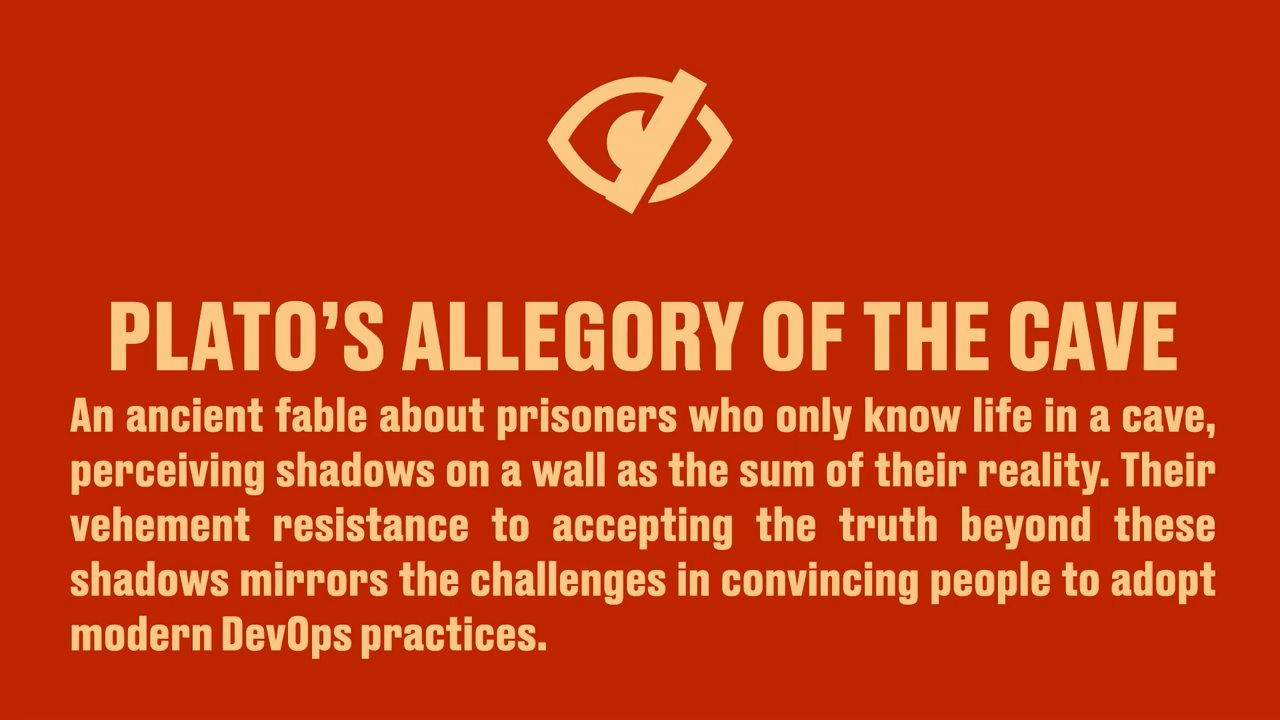 PLATO’S ALLEGORY OF THE CAVE
An ancient fable about prisoners who only know life in a cave,
perceiving shadows on a wall as the sum of their reality. Their
vehement resistance to accepting the truth beyond these
shadows mirrors the challenges in convincing people to adopt
modern DevOps practices.